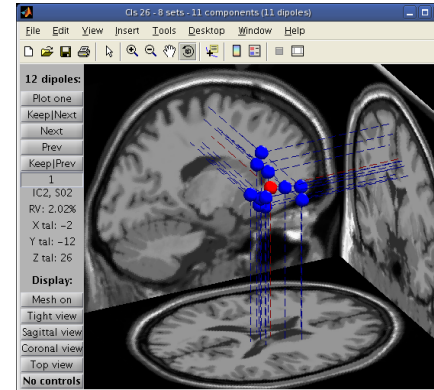 Cls 26 - 8 sets - 11 components (11 dipoles)
File Edit View Insert Tools Desktop Window Help
12 dipoles:
Plot one
Keep|Next
Next
Prev
Keep|Prev
1
IC2, S02
RV: 2.02%
X tal: -2
Y tal: -12
Z tal: 26
Display:
Mesh on
Tight view
Sagittal view
Coronal view
Top view
No controls